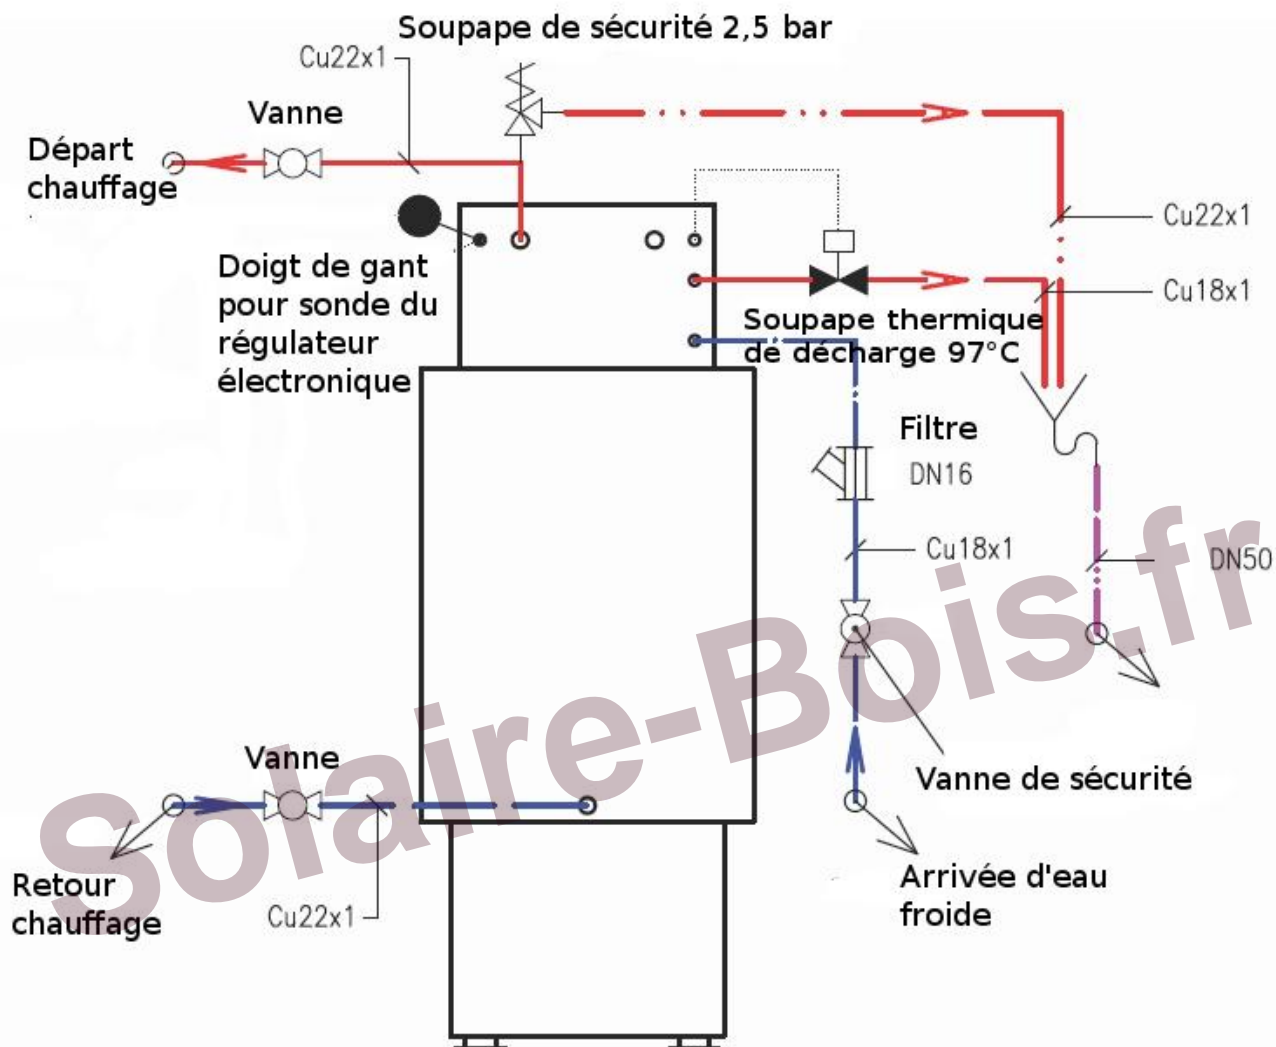 Soupape de sécurité 2,5 bar
Cu22x1
Vanne
Départ
chauffage
Cu22x1
Doigt de gant
pour sonde du
régulateur
électronique
Cu18x1
Soupape thermique
de décharge 97°C
Filtre
DN16
Cu18x1
DN50
Solaire-Bois.fr
Vanne
Vanne de sécurité
Retour
chauffage
Cu22x1
Arrivée d'eau
froide